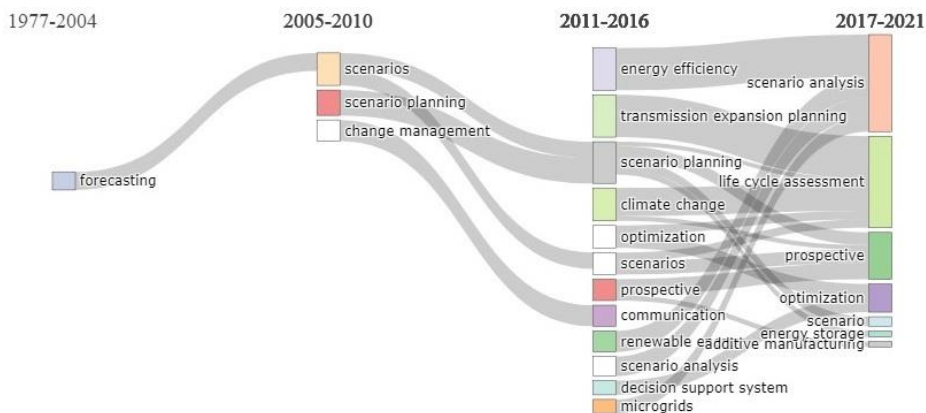 1977-2004
2005-2010
2011-2016
2017-2021
forecasting
scenarios
scenario planning
change management
energy efficiency
transmission expansion planning
scenario planning
climate change
optimization
scenarios
prospective
communication
renewable
scenario analysis
decision support system
microgrids
scenario analysis
life cycle assessment
prospective
optimization
scenario
energy storage
additive manufacturing